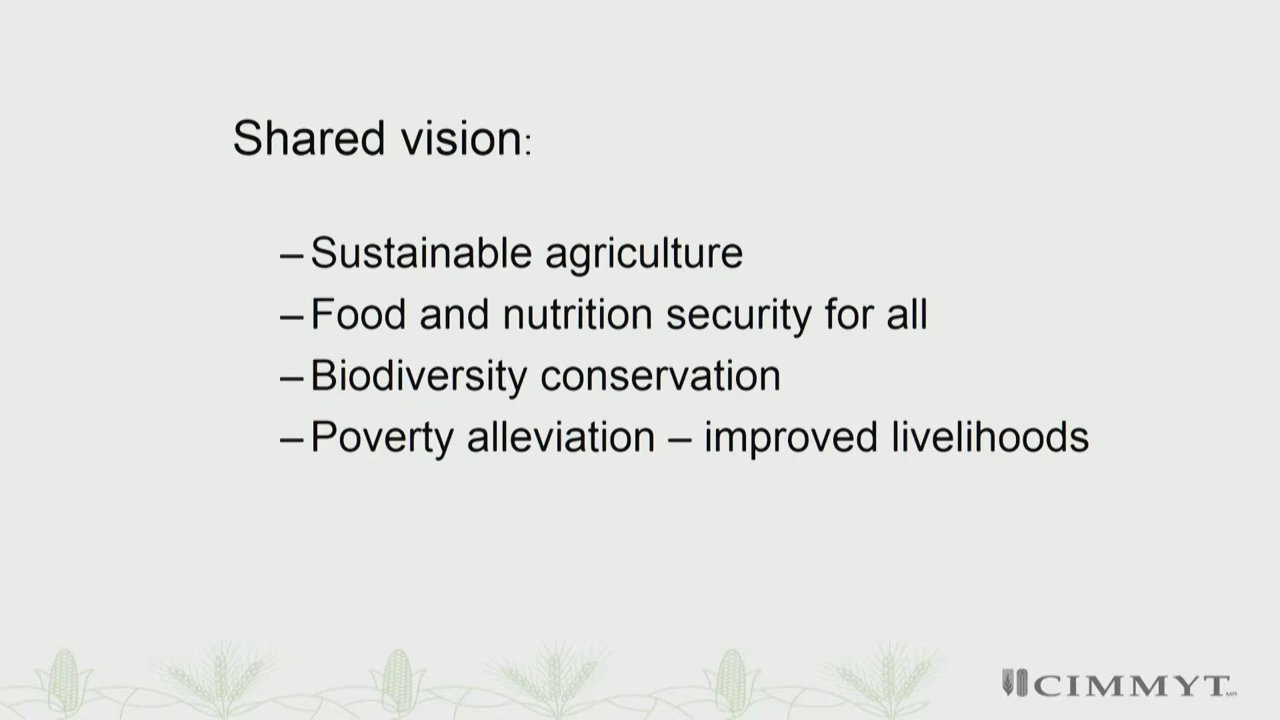 Shared vision:
– Sustainable agriculture
– Food and nutrition security for all
– Biodiversity conservation
– Poverty alleviation – improved livelihoods
CIMMYT